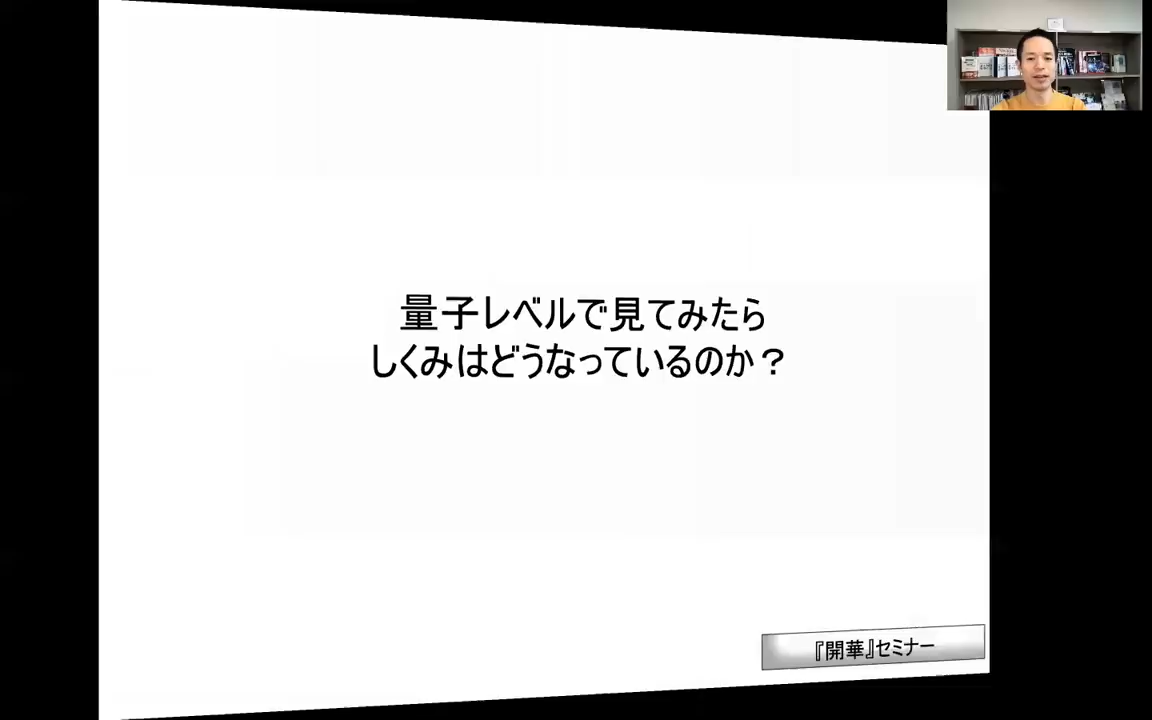 量子レベルで見てみたら
しくみはどうなっているのか？
『開華』セミナー